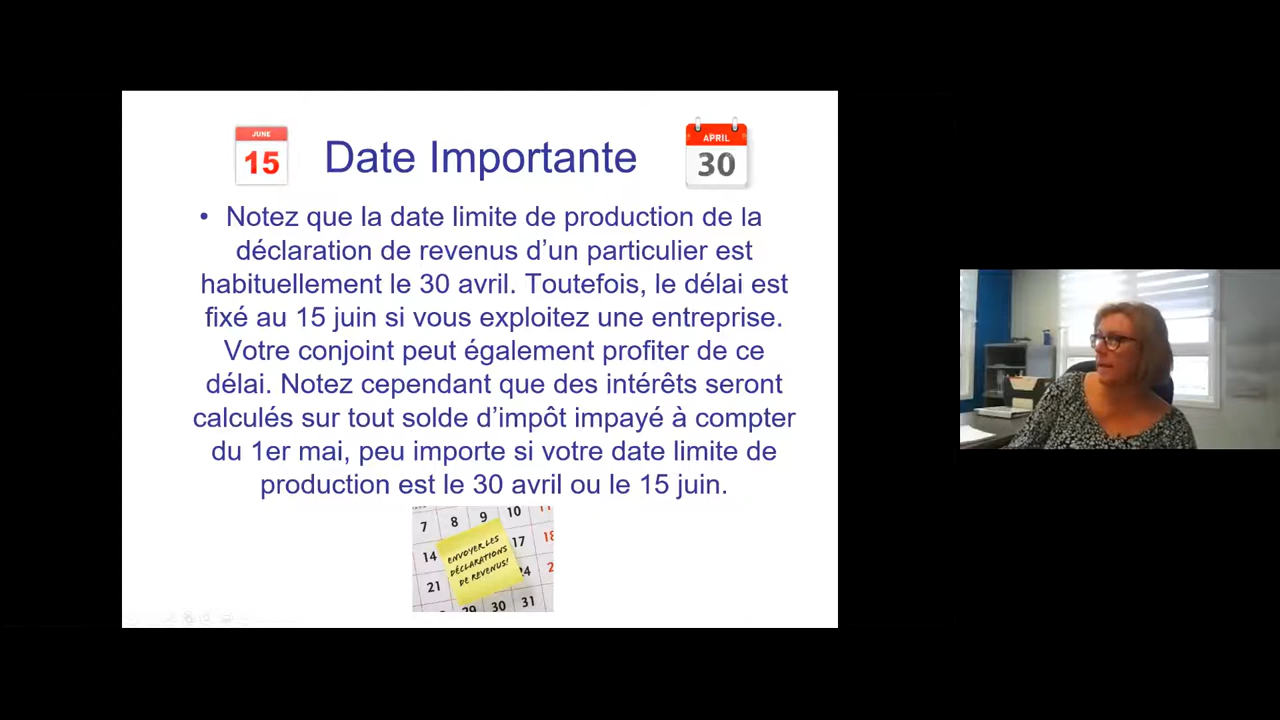 JUNE
15
Date Importante
APRIL
30
• Notez que la date limite de production de la
déclaration de revenus d’un particulier est
habituellement le 30 avril. Toutefois, le délai est
fixé au 15 juin si vous exploitez une entreprise.
Votre conjoint peut également profiter de ce
délai. Notez cependant que des intérêts seront
calculés sur tout solde d’impôt impayé à compter
du 1er mai, peu importe si votre date limite de
production est le 30 avril ou le 15 juin.
7 8 9 10 11
14 17 18
ENVOYER LES
DÉCLARATIONS
DE REVENUS!
21 24
29 30 31